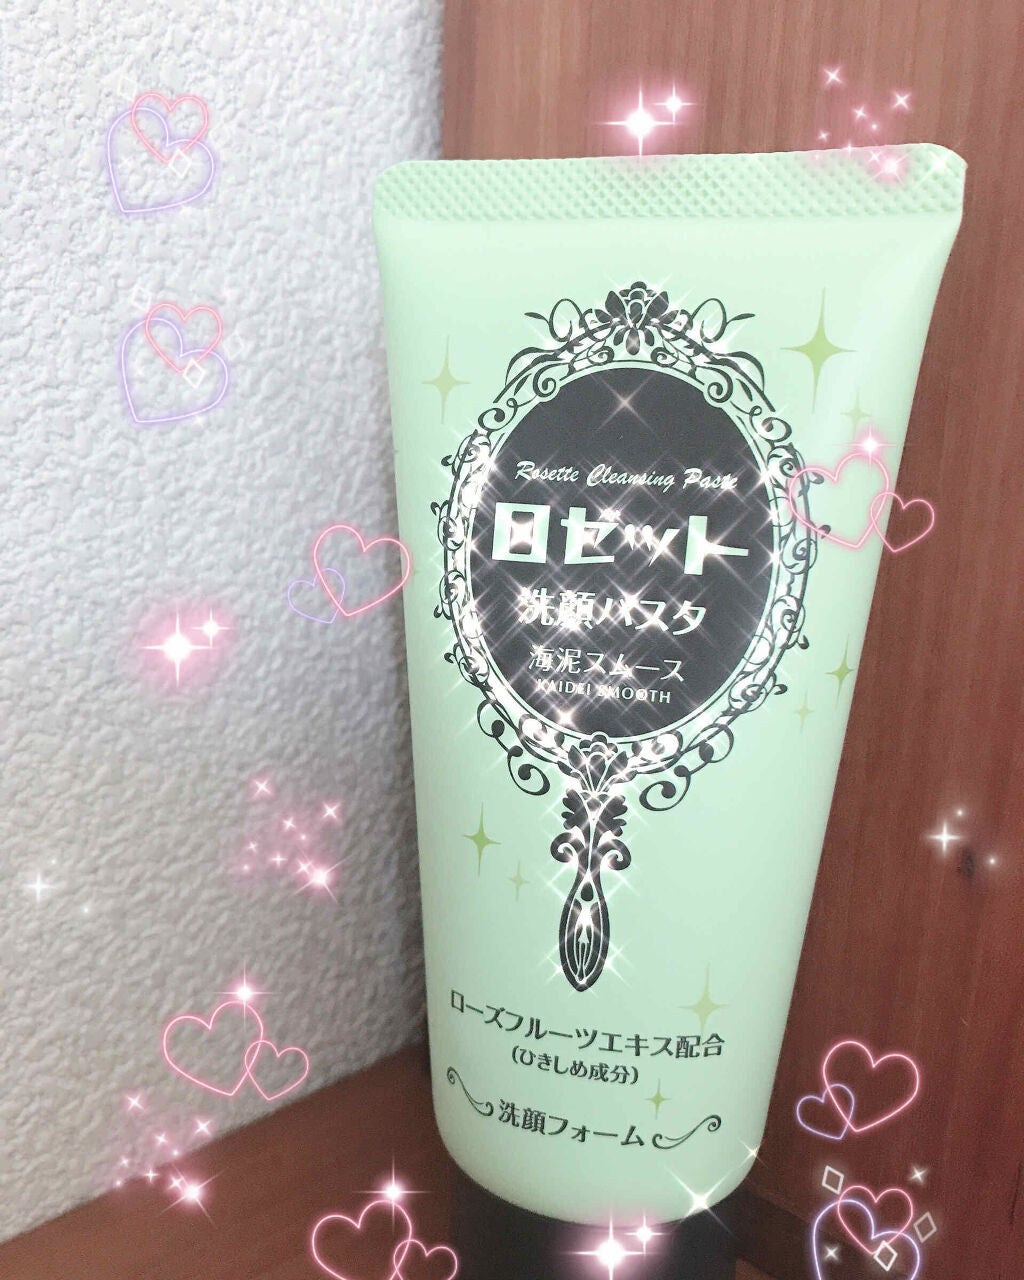 Rosette Cleansing Paste
ロゼット
洗顔パスタ
海泥スムース
KAIDEI SMOOTH
ローズフルーツエキス配合
(ひきしめ成分)
洗顔フォーム